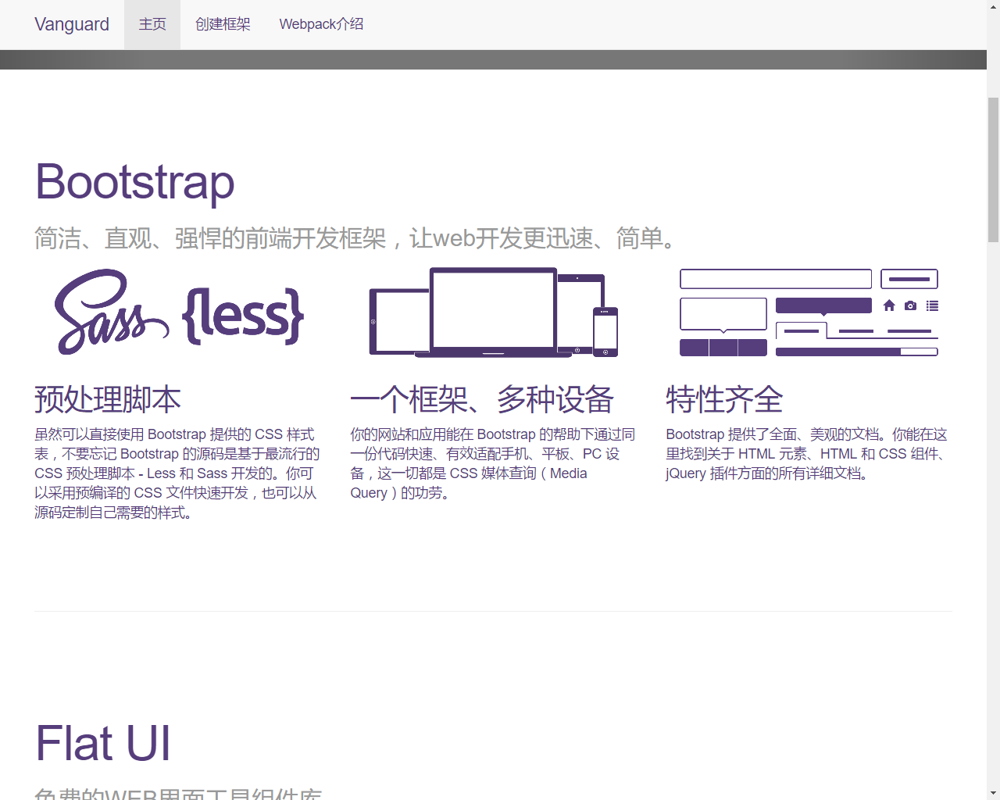 Vanguard 主页 创建框架 Webpack介绍
Bootstrap
简洁、直观、强悍的前端开发框架，让web开发更迅速、简单。
Sass {less}
预处理脚本
虽然可以直接使用 Bootstrap 提供的 CSS 样式
表，不要忘记 Bootstrap 的源码是基于最流行的
CSS 预处理脚本 - Less 和 Sass 开发的。你可
以采用预编译的 CSS 文件快速开发，也可以从
源码定制自己需要的样式。
一个框架、多种设备
你的网站和应用能在 Bootstrap 的帮助下通过同
一份代码快速、有效适配手机、平板、PC 设
备，这一切都是 CSS 媒体查询（Media
Query）的功劳。
特性齐全
Bootstrap 提供了全面、美观的文档。你能在这
里找到关于 HTML 元素、HTML 和 CSS 组件、
jQuery 插件方面的所有详细文档。
Flat UI
免费的WEB界面工具组件库